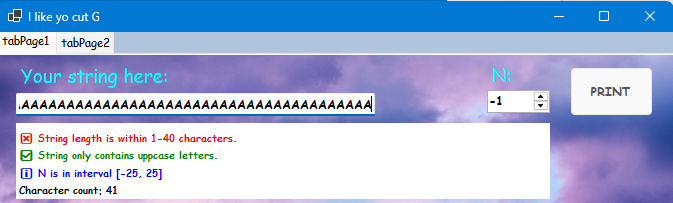 I like yo cut G
tabPage1 tabPage2
Your string here: N:
AAAAAAAAAAAAAAAAAAAAAAAAAAAAAAAAAAAAAAA -1 PRINT
String length is within 1-40 characters.
String only contains uppcase letters.
N is in interval [-25, 25]
Character count: 41